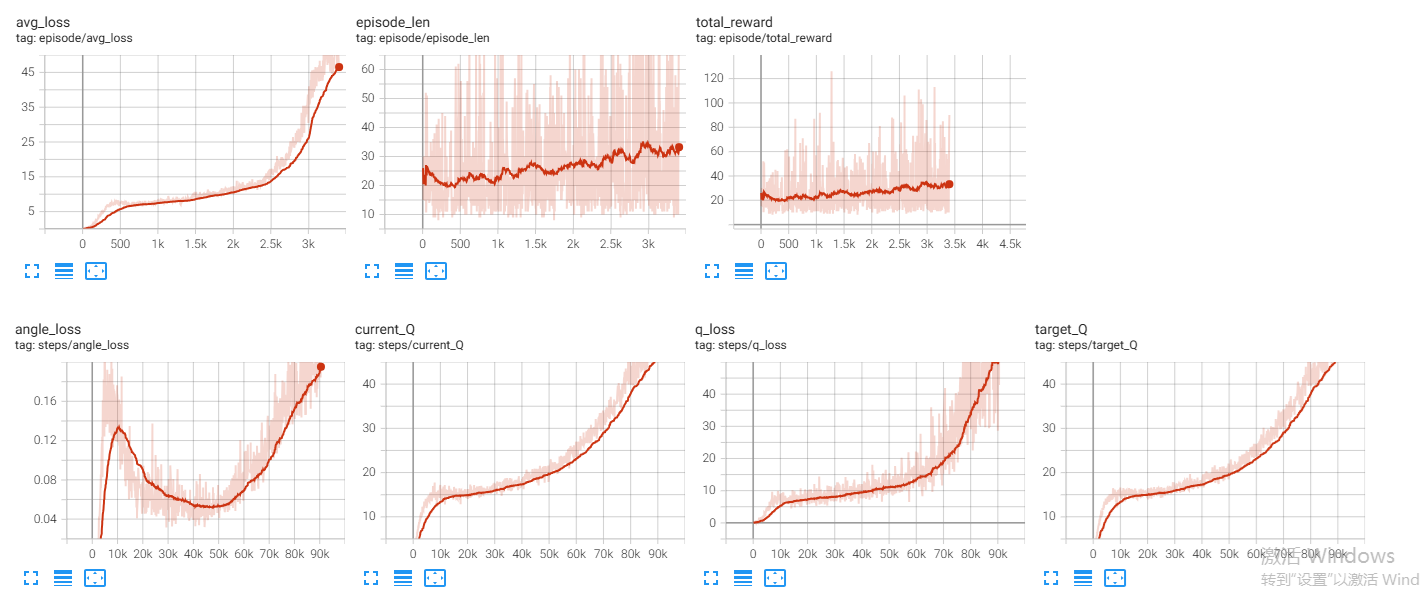 avg_loss
tag: episode/avg_loss
45
35
25
15
5
0 500 1k 1.5k 2k 2.5k 3k
episode_len
tag: episode/episode_len
60
50
40
30
20
10
0 500 1k 1.5k 2k 2.5k 3k
total_reward
tag: episode/total_reward
120
100
80
60
40
20
0 500 1k 1.5k 2k 2.5k 3k 3.5k 4k 4.5k
angle_loss
tag: steps/angle_loss
0.16
0.12
0.08
0.04
0 10k 20k 30k 40k 50k 60k 70k 80k 90k
current_Q
tag: steps/current_Q
40
30
20
10
0 10k 20k 30k 40k 50k 60k 70k 80k 90k
q_loss
tag: steps/q_loss
40
30
20
10
0
0 10k 20k 30k 40k 50k 60k 70k 80k 90k
target_Q
tag: steps/target_Q
40
30
20
10
0 10k 20k 30k 40k 50k 60k 70k 80k 90k
激活 Windows
转到“设置”以激活 Wind